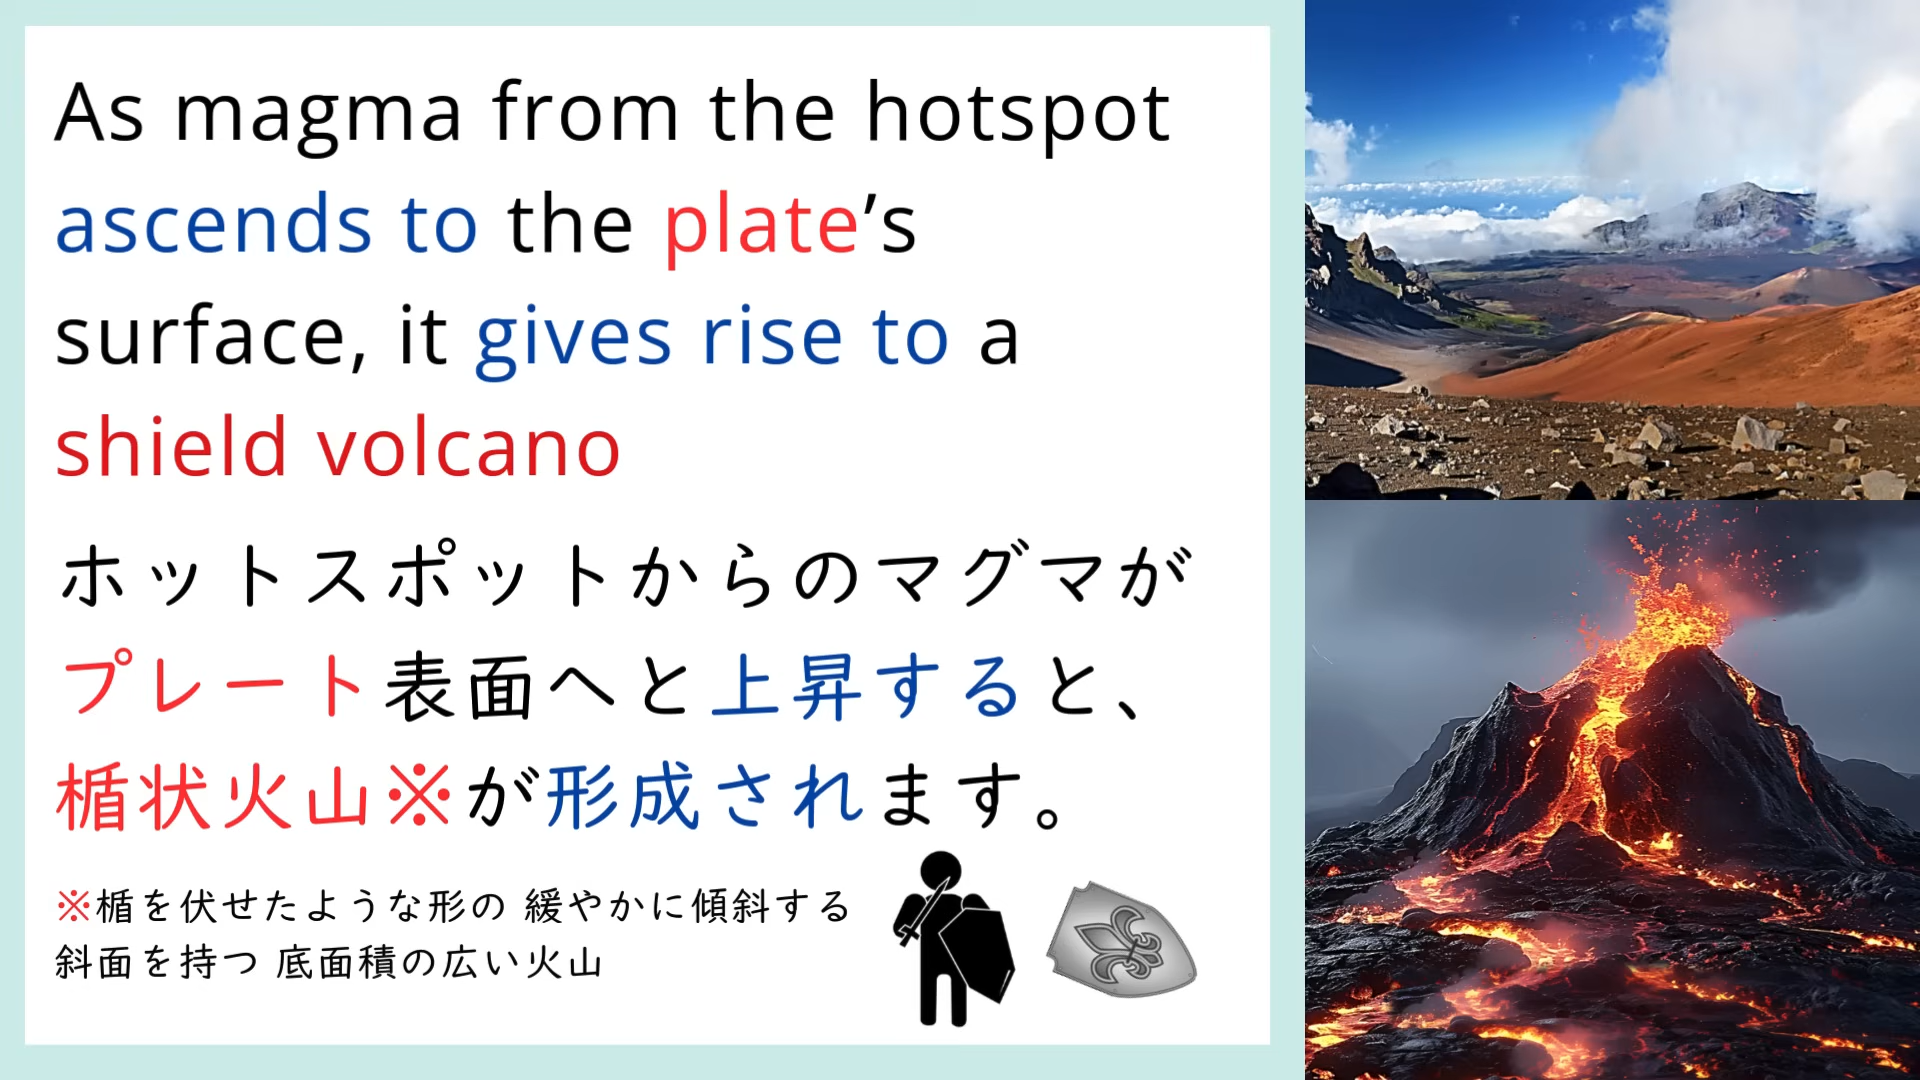 As magma from the hotspot
ascends to the plate’s
surface, it gives rise to a
shield volcano
ホットスポットからのマグマが
プレート表面へと上昇すると、
楯状火山※が形成されます。
※楯を伏せたような形の 緩やかに傾斜する
斜面を持つ 底面積の広い火山